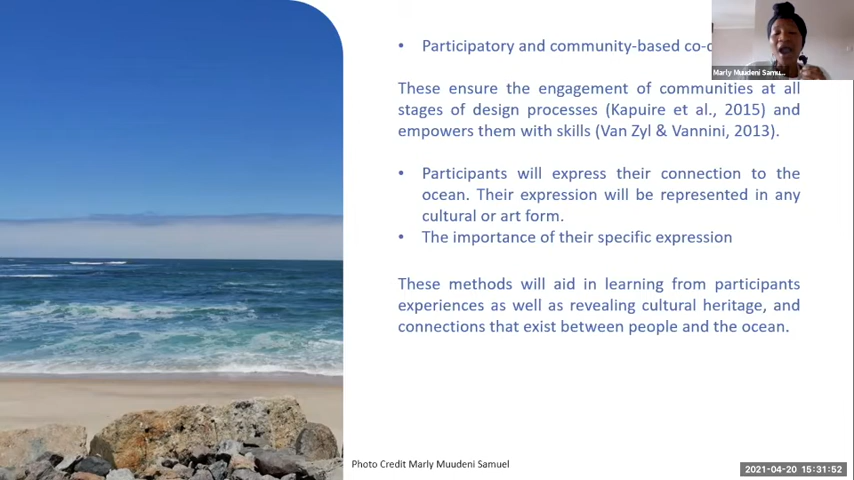 • Participatory and community-based co-
Marly Muudeni Samu...
These ensure the engagement of communities at all
stages of design processes (Kapuire et al., 2015) and
empowers them with skills (Van Zyl & Vannini, 2013).
• Participants will express their connection to the
ocean. Their expression will be represented in any
cultural or art form.
• The importance of their specific expression
These methods will aid in learning from participants
experiences as well as revealing cultural heritage, and
connections that exist between people and the ocean.
Photo Credit Marly Muudeni Samuel
2021-04-20 15:31:52